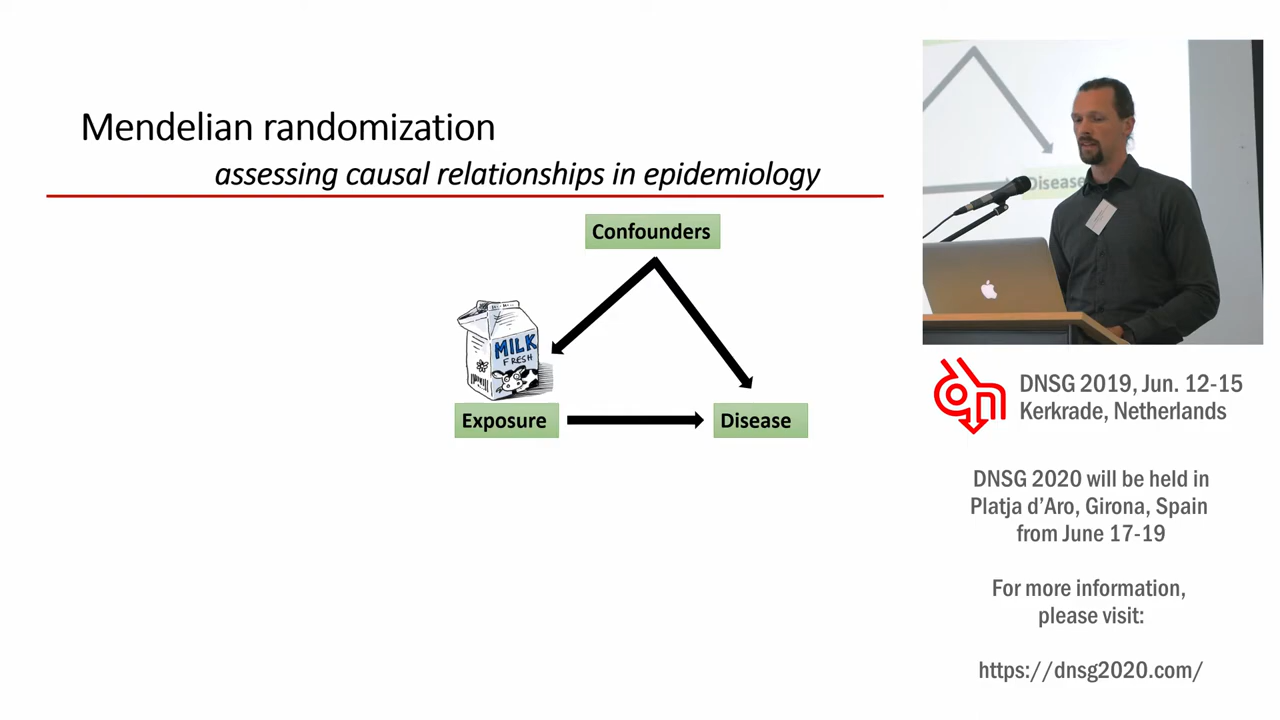 Mendelian randomization
assessing causal relationships in epidemiology
Confounders
MILK
FRESH
Exposure
Disease
Disease
DNSG 2019, Jun. 12-15
Kerkrade, Netherlands
DNSG 2020 will be held in
Platja d’Aro, Girona, Spain
from June 17-19
For more information,
please visit:
https://dnsg2020.com/